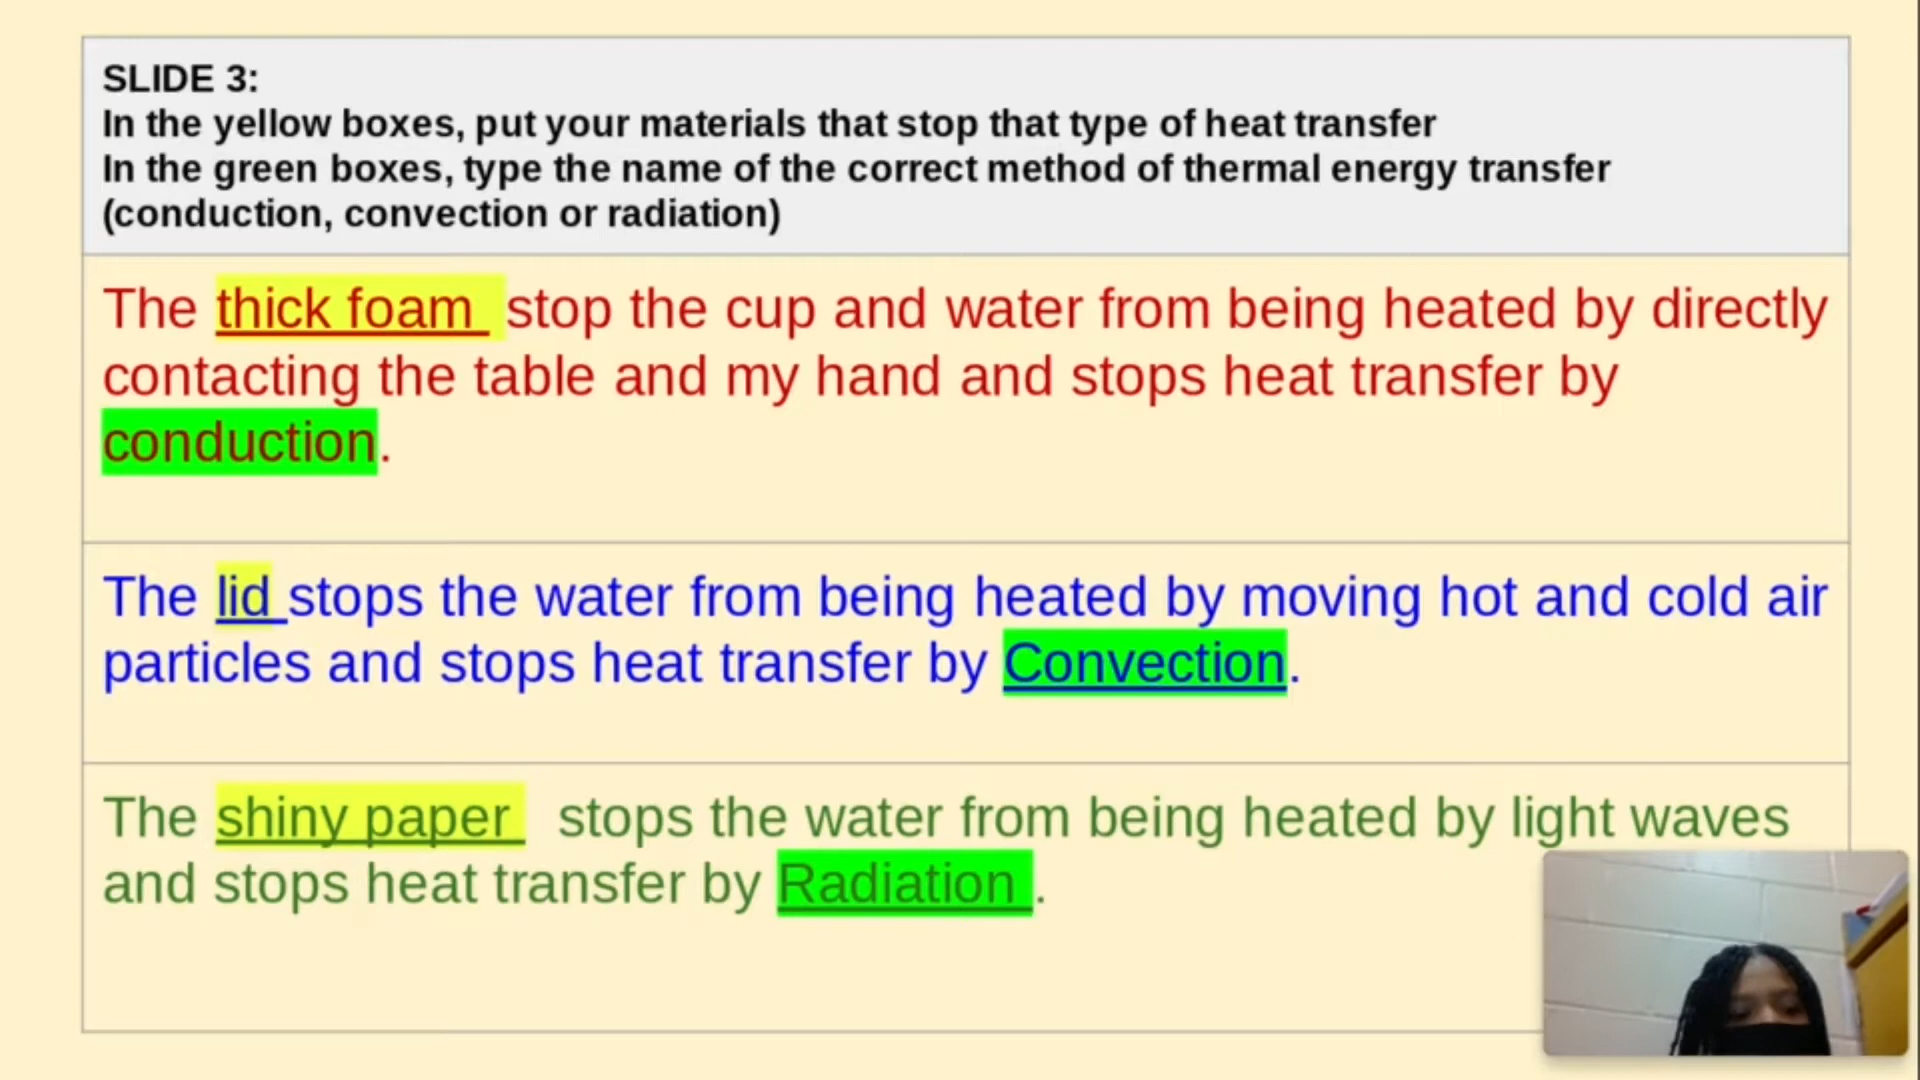 SLIDE 3:
In the yellow boxes, put your materials that stop that type of heat transfer
In the green boxes, type the name of the correct method of thermal energy transfer
(conduction, convection or radiation)
The thick foam stop the cup and water from being heated by directly
contacting the table and my hand and stops heat transfer by
conduction.
The lid stops the water from being heated by moving hot and cold air
particles and stops heat transfer by Convection.
The shiny paper stops the water from being heated by light waves
and stops heat transfer by Radiation .